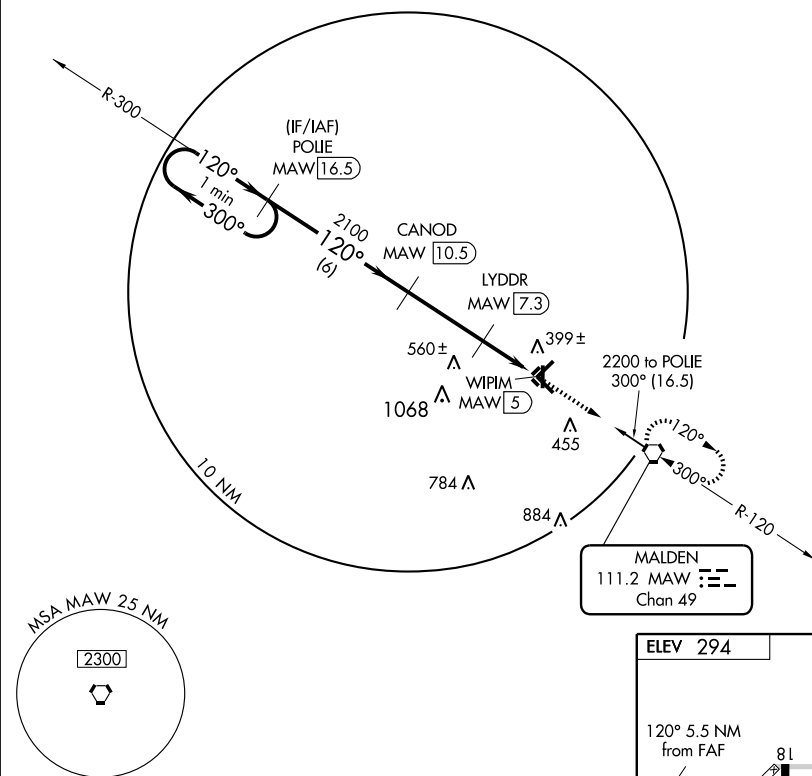 R-300
(IF/IAF)
POLIE
MAW 16.5
120°
1 min
300°
2100
120°
(6)
CANOD
MAW 10.5
LYDDR
MAW 7.3
399±
560±
WIPIM
MAW 5
1068
2200 to POLIE
300° (16.5)
455
120°
300°
784
884
R-120
10 NM
MALDEN
111.2 MAW
Chan 49
MSA MAW 25 NM
2300
ELEV 294
120° 5.5 NM
from FAF
18